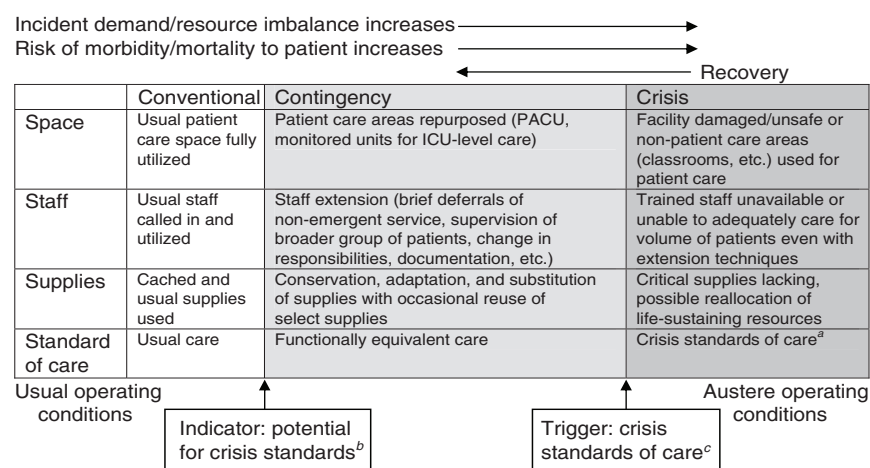 Incident demand/resource imbalance increases
Risk of morbidity/mortality to patient increases
Recovery
Conventional Contingency Crisis
Space
Usual patient
care space fully
utilized
Patient care areas repurposed (PACU,
monitored units for ICU-level care)
Facility damaged/unsafe or
non-patient care areas
(classrooms, etc.) used for
patient care
Staff
Usual staff
called in and
utilized
Staff extension (brief deferrals of
non-emergent service, supervision of
broader group of patients, change in
responsibilities, documentation, etc.)
Trained staff unavailable or
unable to adequately care for
volume of patients even with
extension techniques
Supplies
Cached and
usual supplies
used
Conservation, adaptation, and substitution
of supplies with occasional reuse of
select supplies
Critical supplies lacking,
possible reallocation of
life-sustaining resources
Standard
of care
Usual care
Functionally equivalent care
Crisis standards of care^a
Usual operating
conditions
Austere operating
conditions
Indicator: potential
for crisis standards^b
Trigger: crisis
standards of care^c